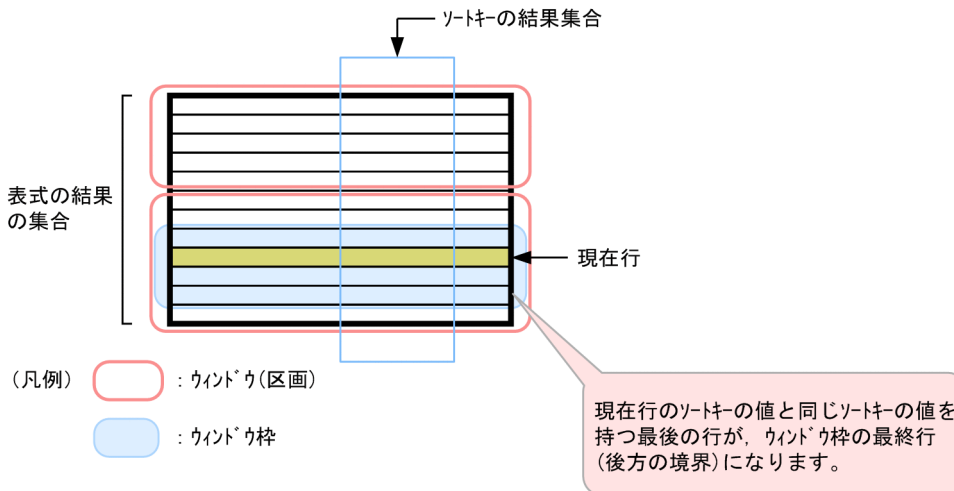 ｿｰﾄｷｰの結果集合
表式の結果
の集合
現在行
(凡例)
: ｳｨﾝﾄﾞｳ(区画)
: ｳｨﾝﾄﾞｳ枠
現在行のｿｰﾄｷｰの値と同じｿｰﾄｷｰの値を
持つ最後の行が，ｳｨﾝﾄﾞｳ枠の最終行
(後方の境界)になります。